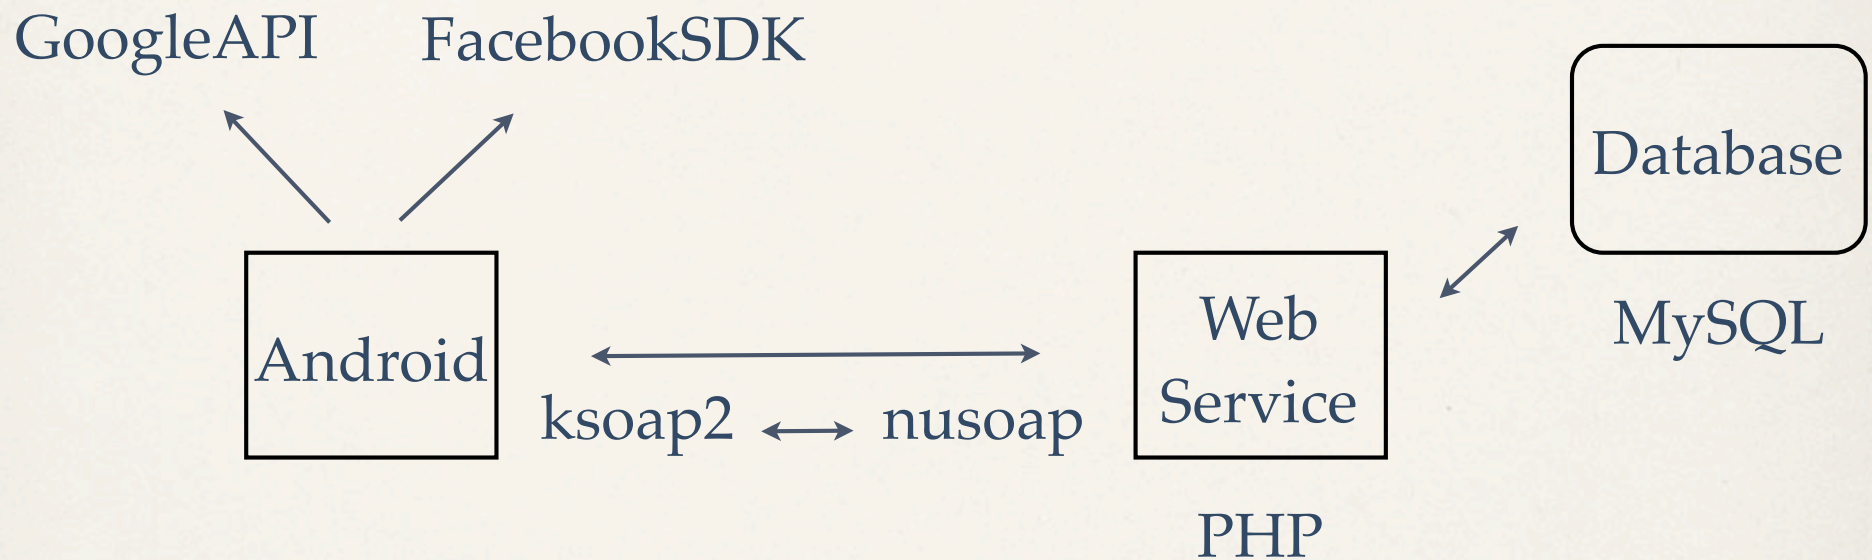 GoogleAPI
FacebookSDK
Database
MySQL
Android
Web
Service
ksoap2
nusoap
PHP